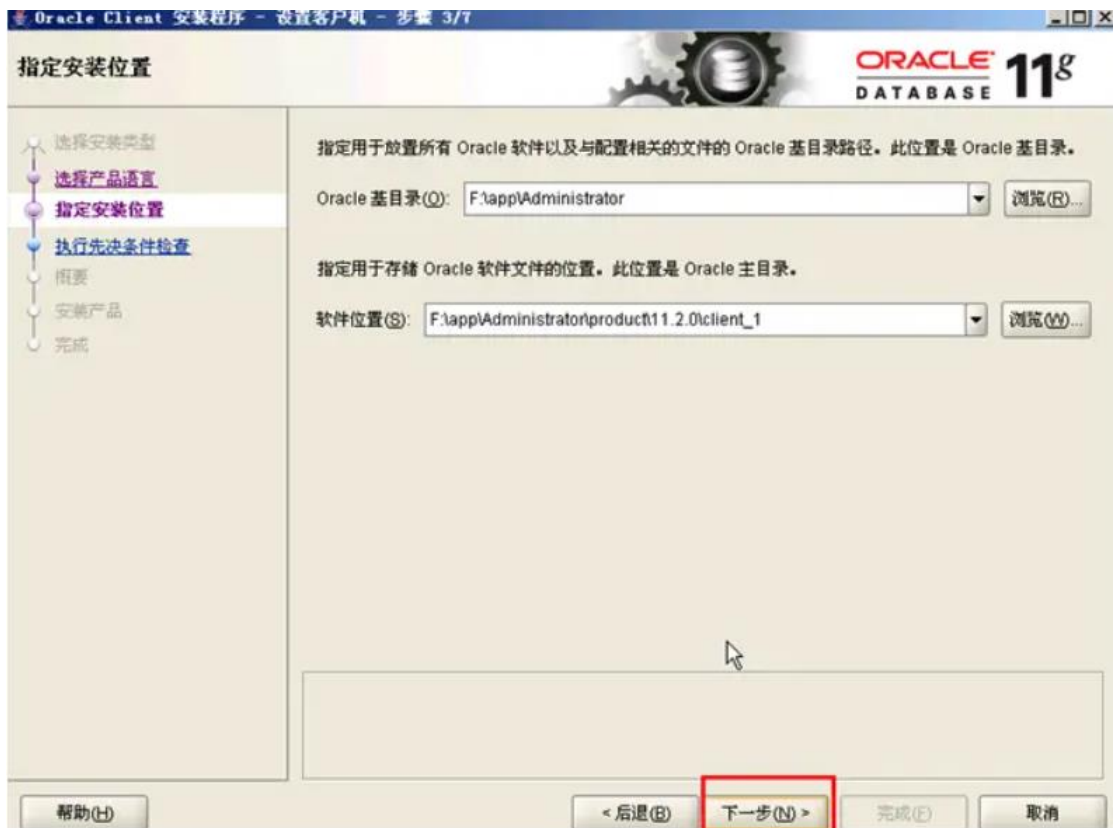 Oracle Client 安装程序 - 设置客户机 - 步骤 3/7
指定安装位置
ORACLE
DATABASE
11g
选择安装类型
选择产品语言
指定安装位置
执行先决条件检查
概要
安装产品
完成
指定用于放置所有 Oracle 软件以及与配置相关的文件的 Oracle 基目录路径。此位置是 Oracle 基目录。
Oracle 基目录(O): F:\app\Administrator 浏览(R)...
指定用于存储 Oracle 软件文件的位置。此位置是 Oracle 主目录。
软件位置(S): F:\app\Administrator\product\11.2.0\client_1 浏览(W)...
帮助(H) < 后退(B) 下一步(N) > 完成(F) 取消